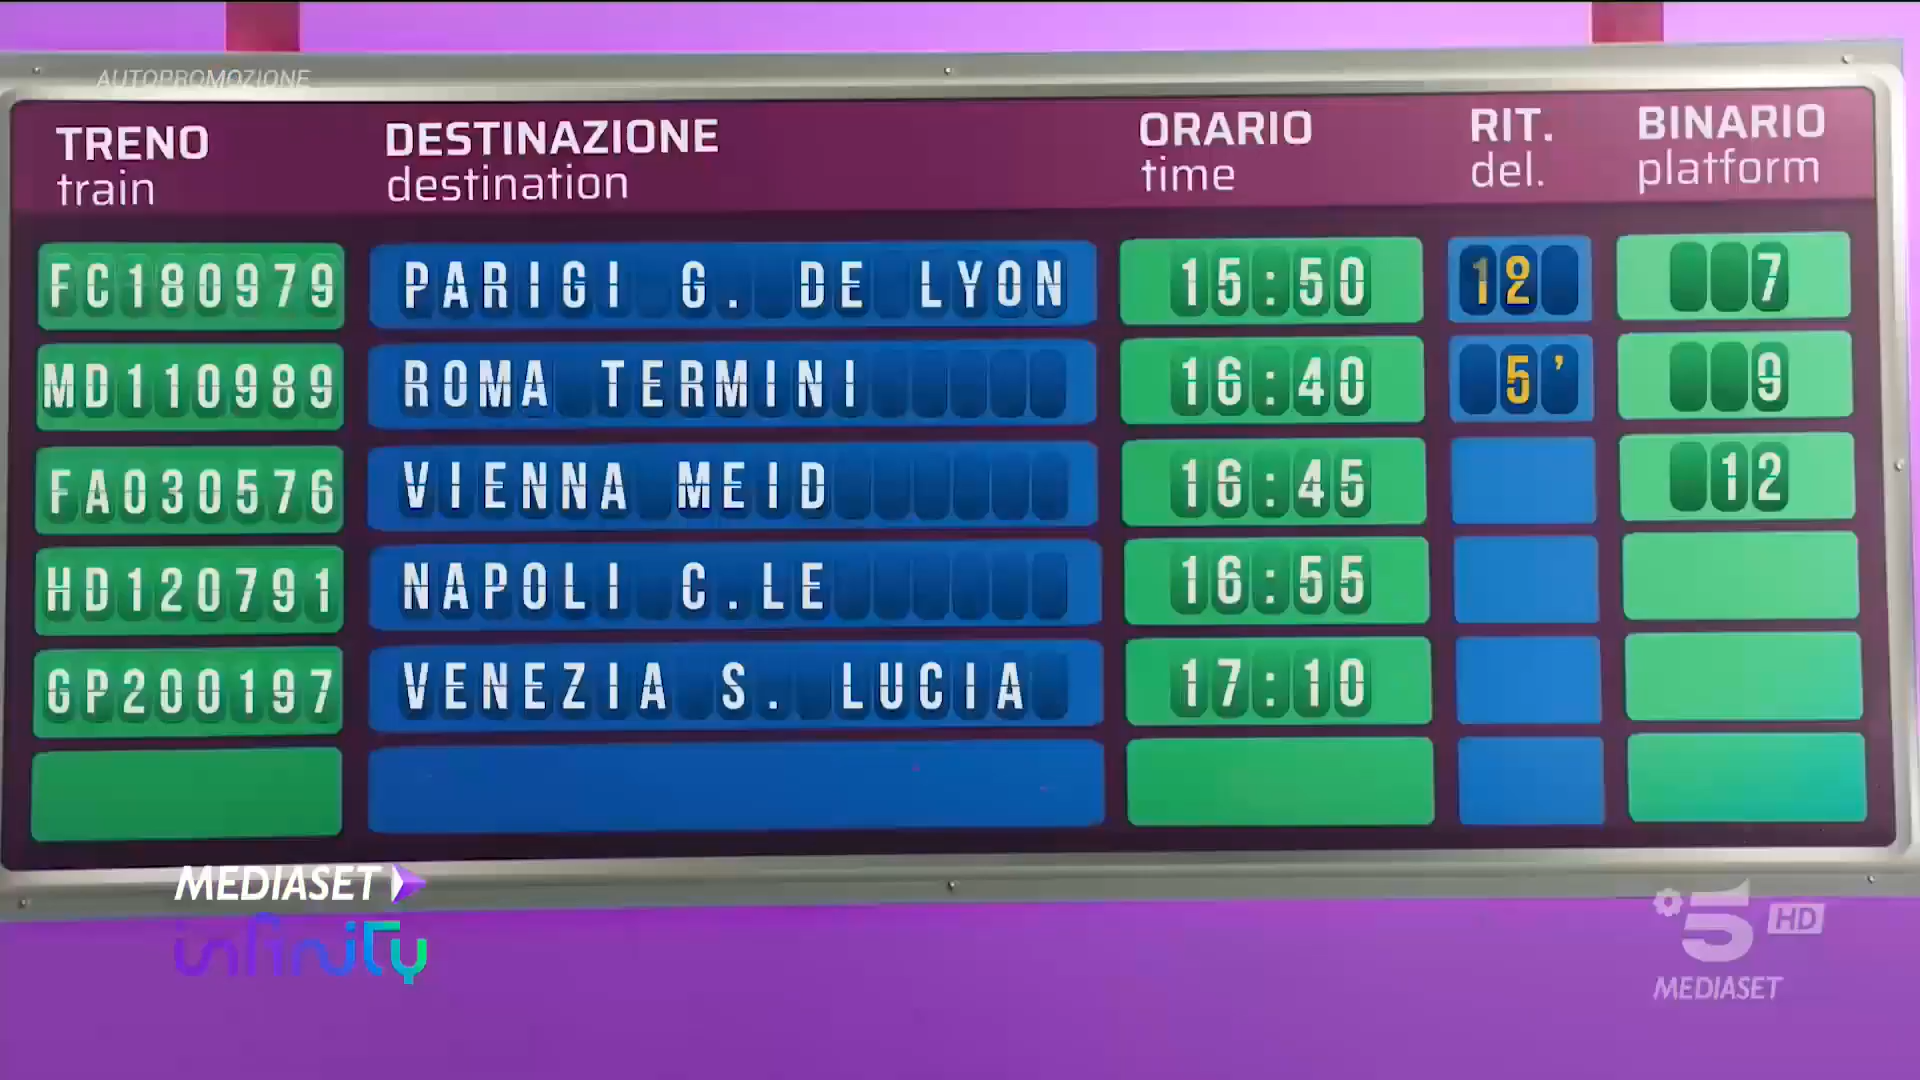 AUTOPROMOZIONE
TRENO DESTINAZIONE ORARIO RIT. BINARIO
train destination time del. platform
FC180979 PARIGI G. DE LYON 15:50 12 7
MD110989 ROMA TERMINI 16:40 5' 9
FA030576 VIENNA MEID 16:45 12
HD120791 NAPOLI C.LE 16:55
GP200197 VENEZIA S. LUCIA 17:10
MEDIASET
infinity
5 HD
MEDIASET